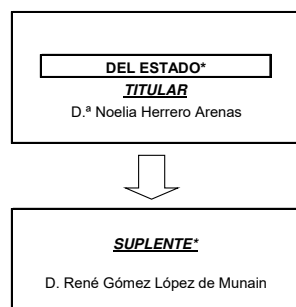 DEL ESTADO*
TITULAR
D.ª Noelia Herrero Arenas
SUPLENTE*
D. René Gómez López de Munain